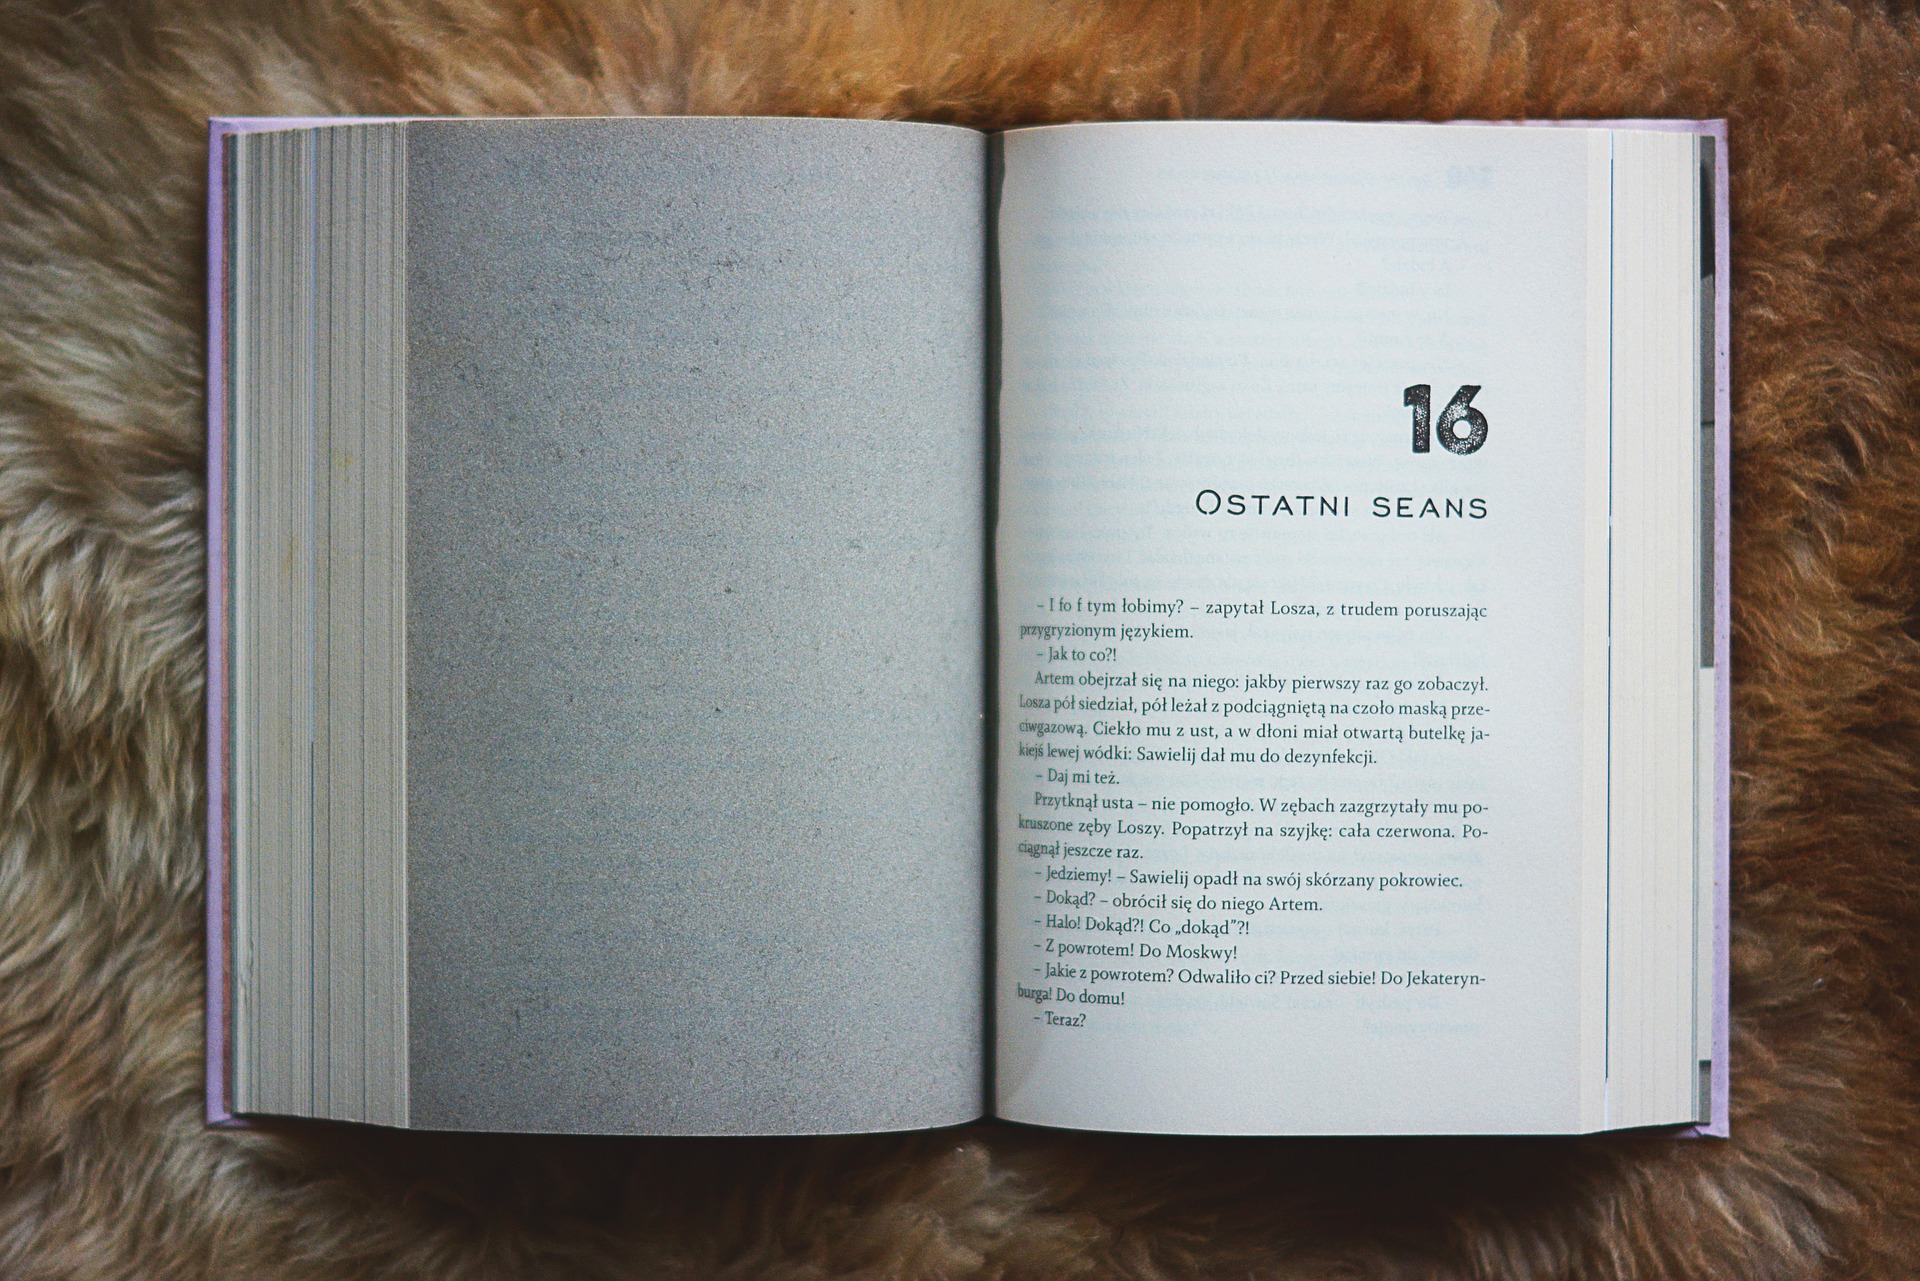 16
OSTATNI SEANS
– I fo f tym łobimy? – zapytał Losza, z trudem poruszając
przygryzionym językiem.
– Jak to co?!
Artem obejrzał się na niego: jakby pierwszy raz go zobaczył.
Losza pół siedział, pół leżał z podciągniętą na czoło maską prze-
ciwgazową. Ciekło mu z ust, a w dłoni miał otwartą butelkę ja-
kiejś lewej wódki: Sawielij dał mu do dezynfekcji.
– Daj mi też.
Przytknął usta – nie pomogło. W zębach zazgrzytały mu po-
kruszone zęby Loszy. Popatrzył na szyjkę: cała czerwona. Po-
ciągnął jeszcze raz.
– Jedziemy! – Sawielij opadł na swój skórzany pokrowiec.
– Dokąd? – obrócił się do niego Artem.
– Halo! Dokąd?! Co „dokąd”?!
– Z powrotem! Do Moskwy!
– Jakie z powrotem? Odwaliło ci? Przed siebie! Do Jekateryn-
burga! Do domu!
– Teraz?